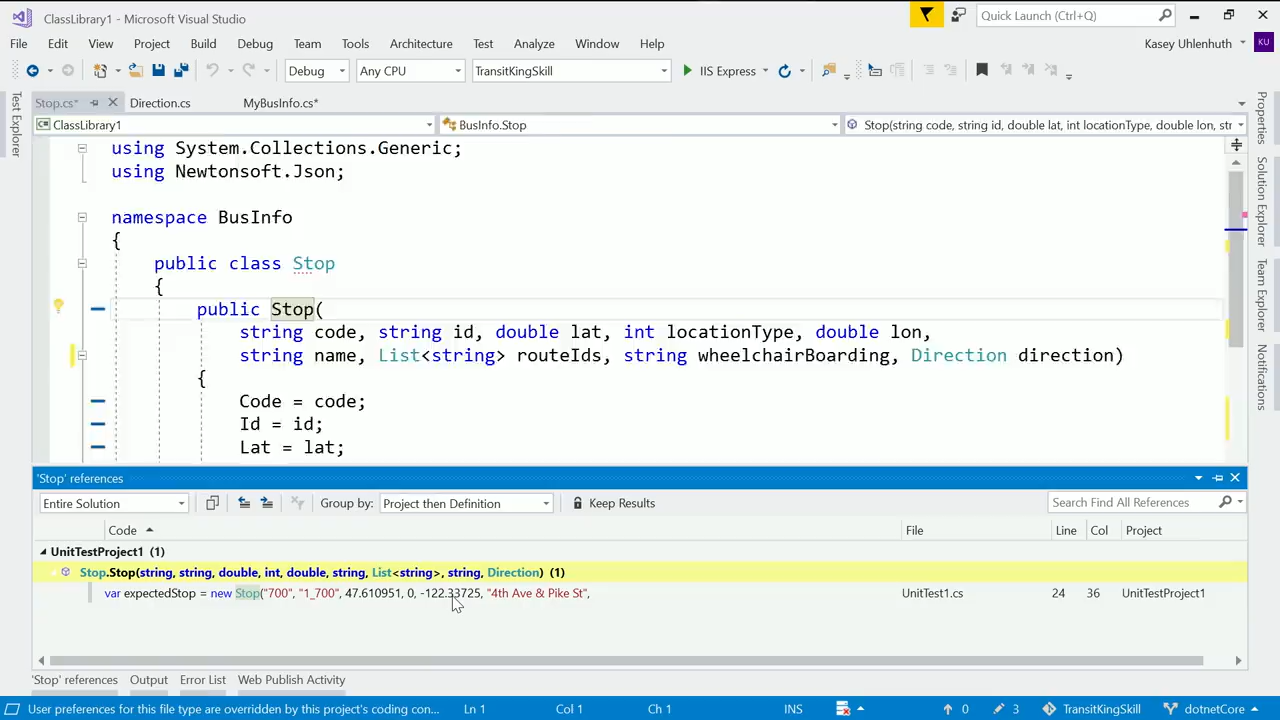 ClassLibrary1 - Microsoft Visual Studio
Quick Launch (Ctrl+Q)
File Edit View Project Build Debug Team Tools Architecture Test Analyze Window Help
Kasey Uhlenhuth KU
Debug Any CPU TransitKingSkill IIS Express
Test Explorer
Stop.cs* Direction.cs MyBusInfo.cs*
ClassLibrary1 BusInfo.Stop Stop(string code, string id, double lat, int locationType, double lon, str
using System.Collections.Generic;
using Newtonsoft.Json;
namespace BusInfo
{
public class Stop
{
public Stop(
string code, string id, double lat, int locationType, double lon,
string name, List<string> routeIds, string wheelchairBoarding, Direction direction)
{
Code = code;
Id = id;
Lat = lat;
Properties
Solution Explorer
Team Explorer
Notifications
'Stop' references
Entire Solution Group by: Project then Definition Keep Results Search Find All References
Code File Line Col Project
UnitTestProject1 (1)
Stop.Stop(string, string, double, int, double, string, List<string>, string, Direction) (1)
var expectedStop = new Stop("700", "1_700", 47.610951, 0, -122.33725, "4th Ave & Pike St", UnitTest1.cs 24 36 UnitTestProject1
'Stop' references Output Error List Web Publish Activity
User preferences for this file type are overridden by this project's coding con... Ln 1 Col 1 Ch 1 INS 0 3 TransitKingSkill dotnetCore